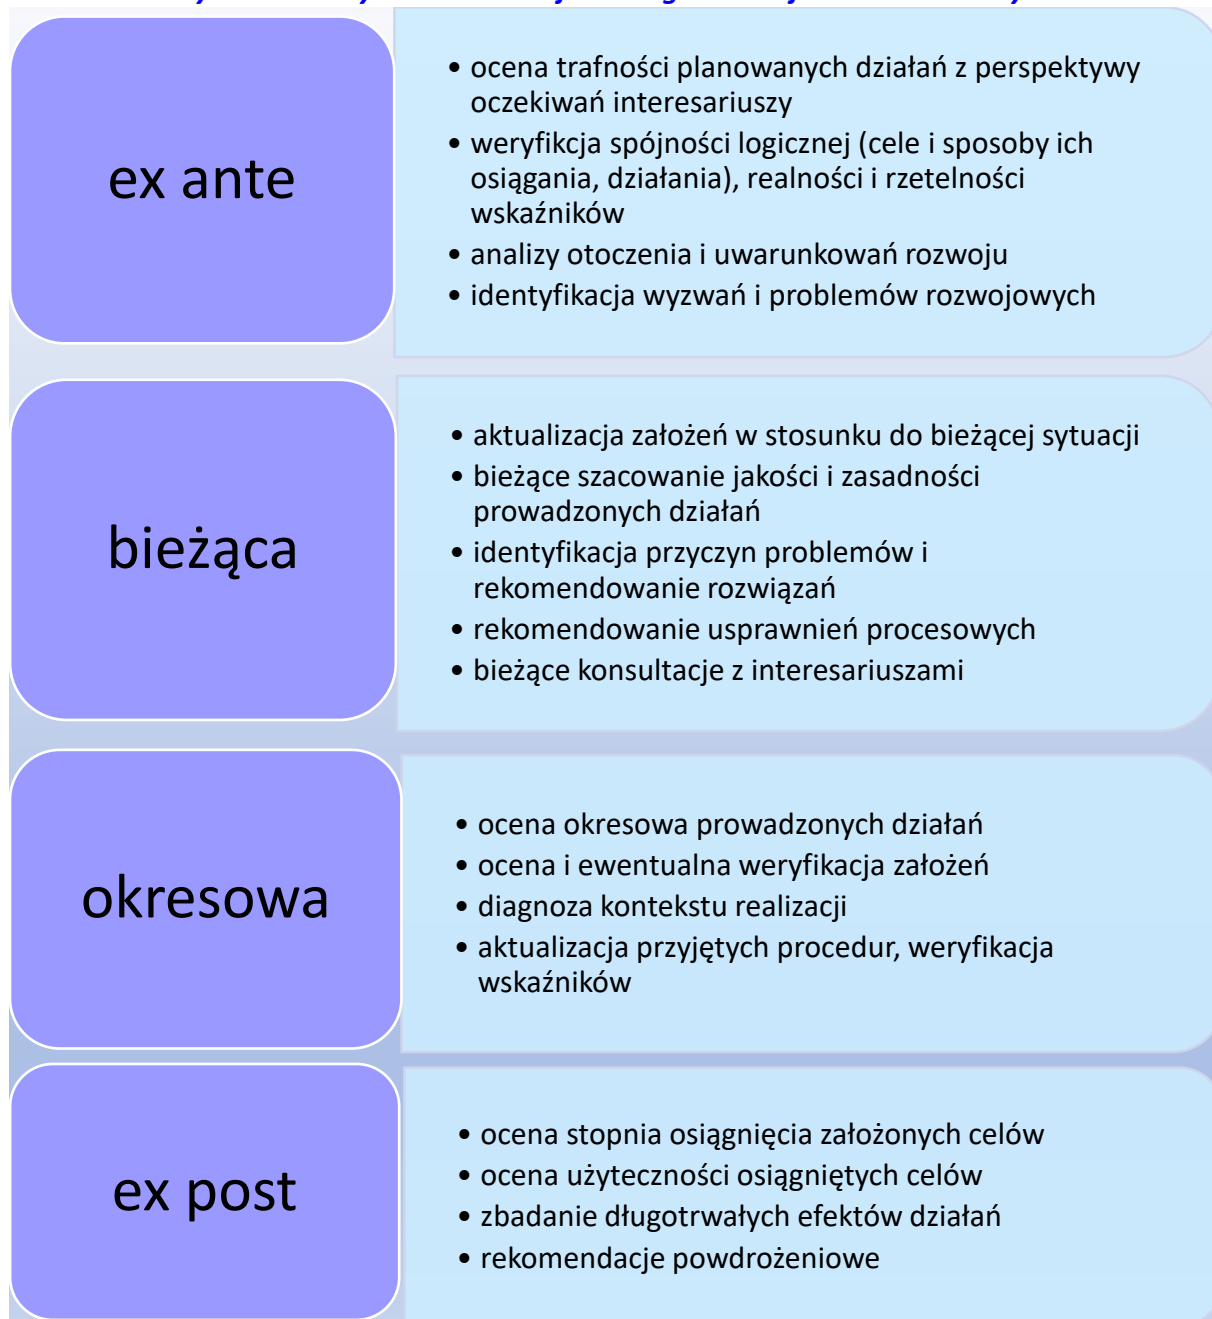 ex ante
• ocena trafności planowanych działań z perspektywy
oczekiwań interesariuszy
• weryfikcja spójności logicznej (cele i sposoby ich
osiągania, działania), realności i rzetelności
wskaźników
• analizy otoczenia i uwarunkowań rozwoju
• identyfikacja wyzwań i problemów rozwojowych
bieżąca
• aktualizacja założeń w stosunku do bieżącej sytuacji
• bieżące szacowanie jakości i zasadności
prowadzonych działań
• identyfikacja przyczyn problemów i
rekomendowanie rozwiązań
• rekomendowanie usprawnień procesowych
• bieżące konsultacje z interesariuszami
okresowa
• ocena okresowa prowadzonych działań
• ocena i ewentualna weryfikacja założeń
• diagnoza kontekstu realizacji
• aktualizacja przyjętych procedur, weryfikacja
wskaźników
ex post
• ocena stopnia osiągnięcia założonych celów
• ocena użyteczności osiągniętych celów
• zbadanie długotrwałych efektów działań
• rekomendacje powdrożeniowe